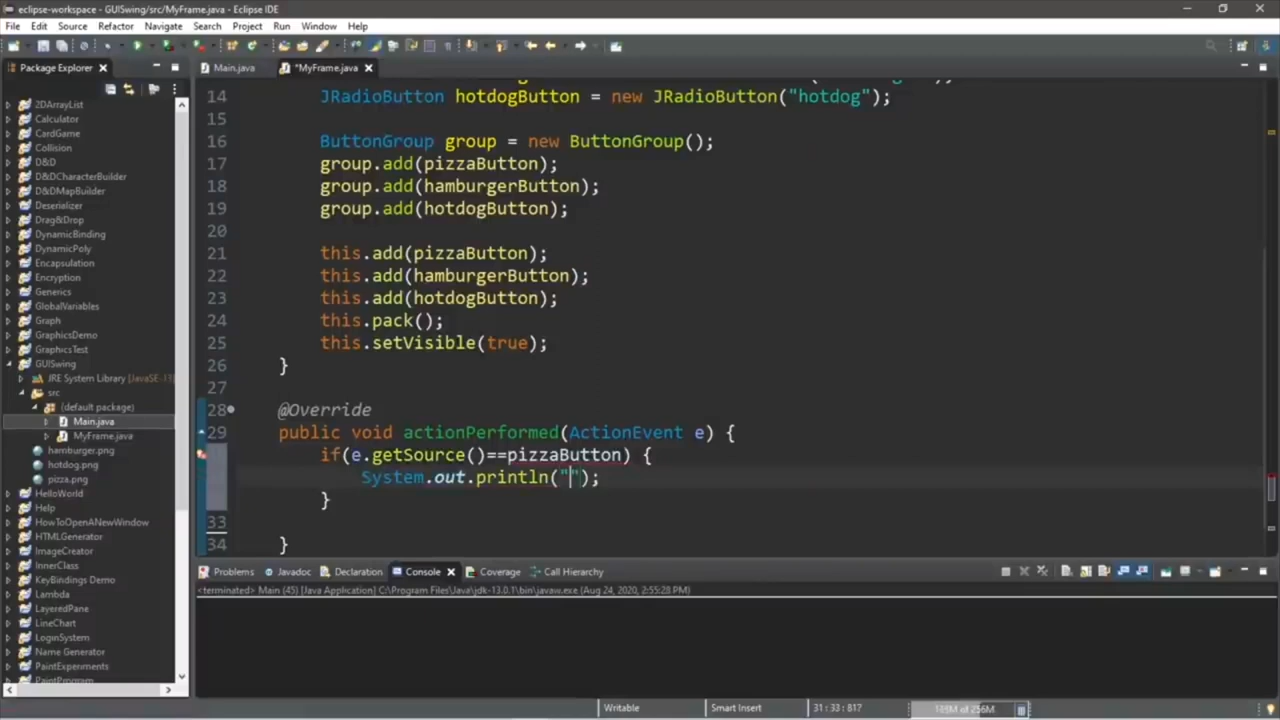 eclipse-workspace - GUISwing/src/MyFrame.java - Eclipse IDE
File Edit Source Refactor Navigate Search Project Run Window Help
Package Explorer
Main.java *MyFrame.java
2DArrayList
Calculator
CardGame
Collision
D&D
D&DCharacterBuilder
D&DMapBuilder
Deserializer
Drag&Drop
DynamicBinding
DynamicPoly
Encapsulation
Encryption
Generics
GlobalVariables
Graph
GraphicsDemo
GraphicsTest
GUISwing
JRE System Library [JavaSE-13]
src
(default package)
Main.java
MyFrame.java
hamburger.png
hotdog.png
pizza.png
HelloWorld
Help
HowToOpenANewWindow
HTMLGenerator
ImageCreator
InnerClass
KeyBindings Demo
Lambda
LayeredPane
LineChart
LoginSystem
Name Generator
PaintExperiments
PaintProgram
14 JRadioButton hotdogButton = new JRadioButton("hotdog");
15
16 ButtonGroup group = new ButtonGroup();
17 group.add(pizzaButton);
18 group.add(hamburgerButton);
19 group.add(hotdogButton);
20
21 this.add(pizzaButton);
22 this.add(hamburgerButton);
23 this.add(hotdogButton);
24 this.pack();
25 this.setVisible(true);
26 }
27
28 @Override
29 public void actionPerformed(ActionEvent e) {
if(e.getSource()==pizzaButton) {
System.out.println("");
}
33
34 }
Problems Javadoc Declaration Console Coverage Call Hierarchy
<terminated> Main (45) [Java Application] C:\Program Files\Java\jdk-13.0.1\bin\javaw.exe (Aug 24, 2020, 2:55:28 PM)
Writable Smart Insert 31 : 33 : 817 of 256M